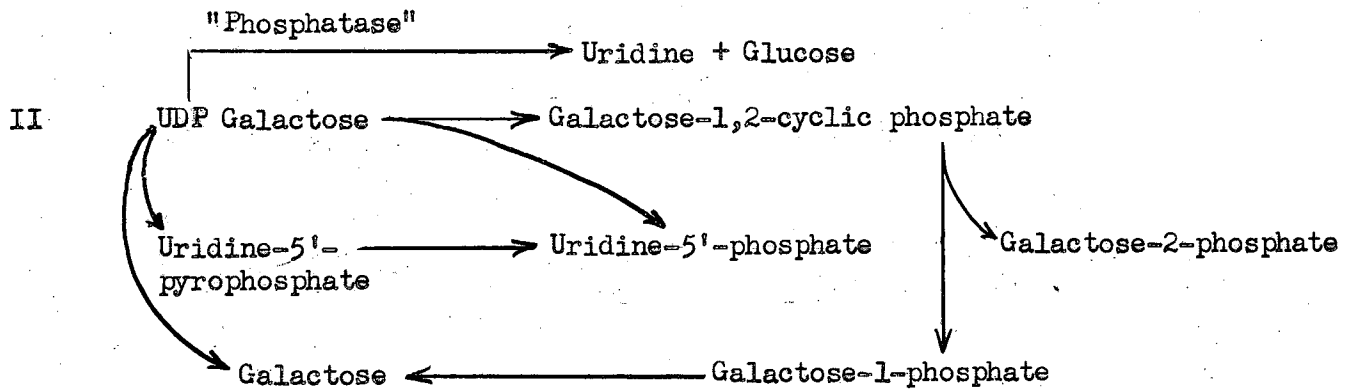 "Phosphatase"
Uridine + Glucose
II UDP Galactose Galactose-1,2-cyclic phosphate
Uridine-5'- Uridine-5'-phosphate Galactose-2-phosphate
pyrophosphate
Galactose Galactose-1-phosphate